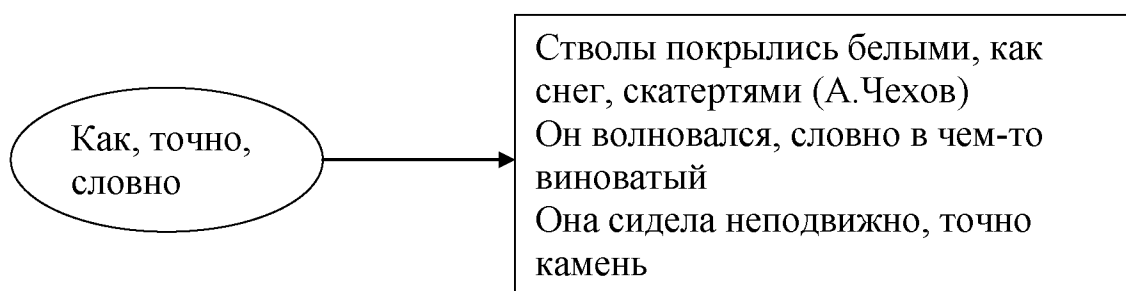 Как, точно,
словно
Стволы покрылись белыми, как
снег, скатертями (А.Чехов)
Он волновался, словно в чем-то
виноватый
Она сидела неподвижно, точно
камень